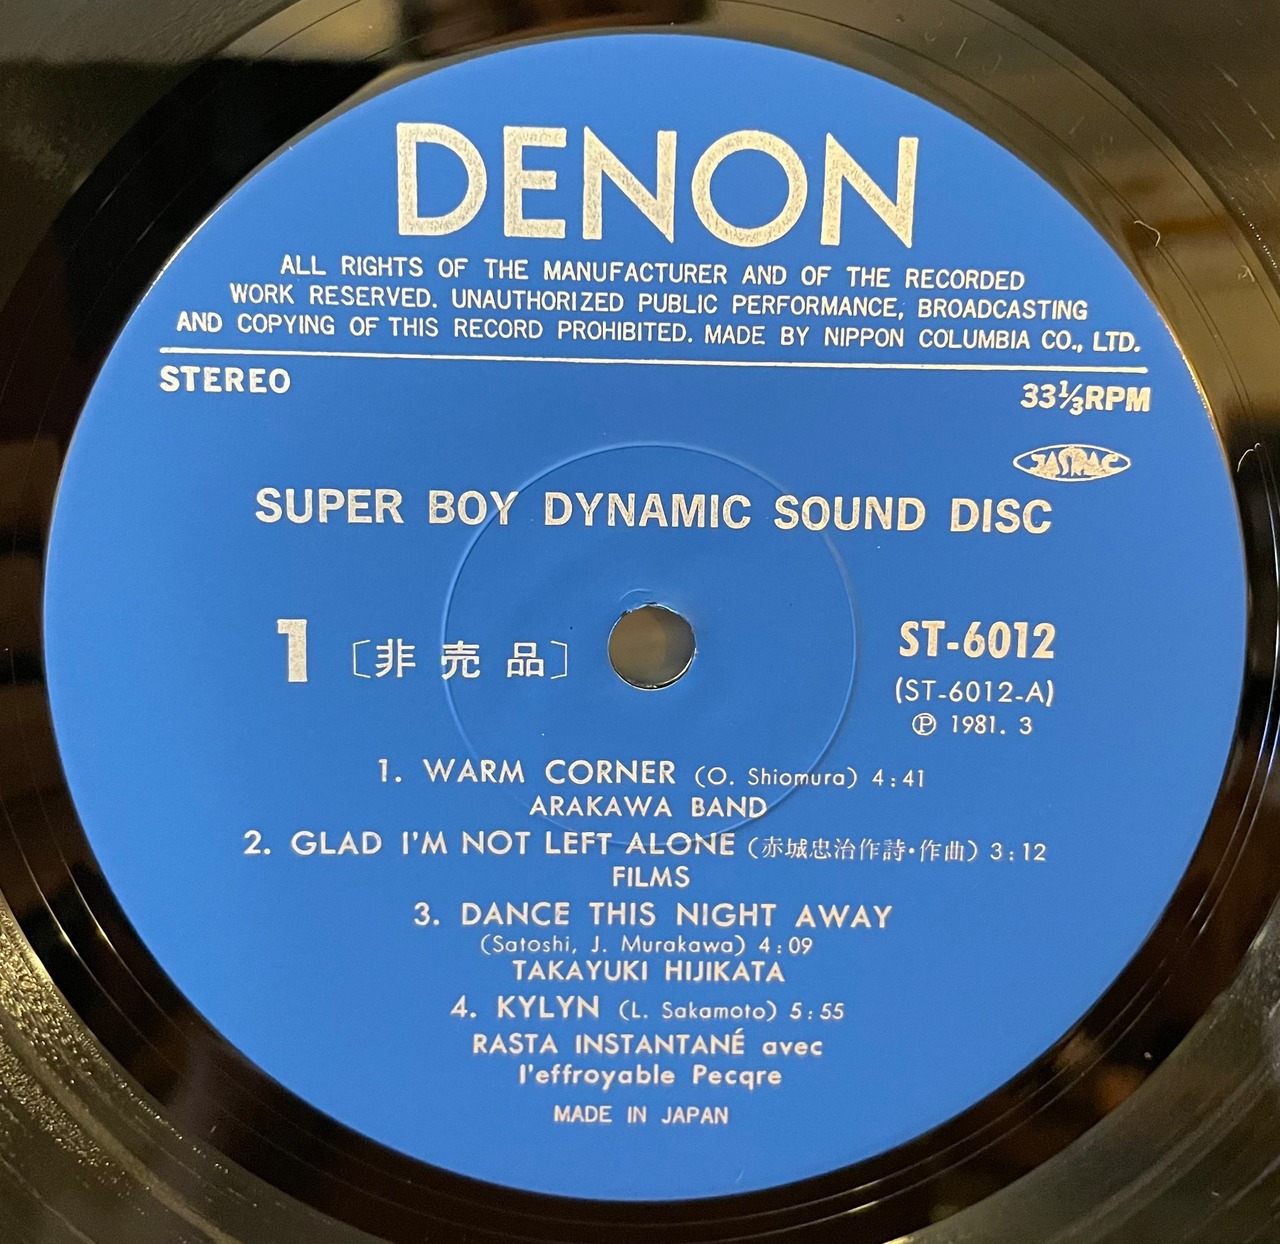 DENON
ALL RIGHTS OF THE MANUFACTURER AND OF THE RECORDED
WORK RESERVED. UNAUTHORIZED PUBLIC PERFORMANCE, BROADCASTING
AND COPYING OF THIS RECORD PROHIBITED. MADE BY NIPPON COLUMBIA CO., LTD.
STEREO 33⅓RPM
JASRAC
SUPER BOY DYNAMIC SOUND DISC
1 〔非売品〕 ST-6012
(ST-6012-A)
Ⓟ 1981. 3
1. WARM CORNER (O. Shiomura) 4:41
ARAKAWA BAND
2. GLAD I'M NOT LEFT ALONE (赤城忠治作詩・作曲) 3:12
FILMS
3. DANCE THIS NIGHT AWAY
(Satoshi, J. Murakawa) 4:09
TAKAYUKI HIJIKATA
4. KYLYN (L. Sakamoto) 5:55
RASTA INSTANTANÉ avec
l'effroyable Pecqre
MADE IN JAPAN